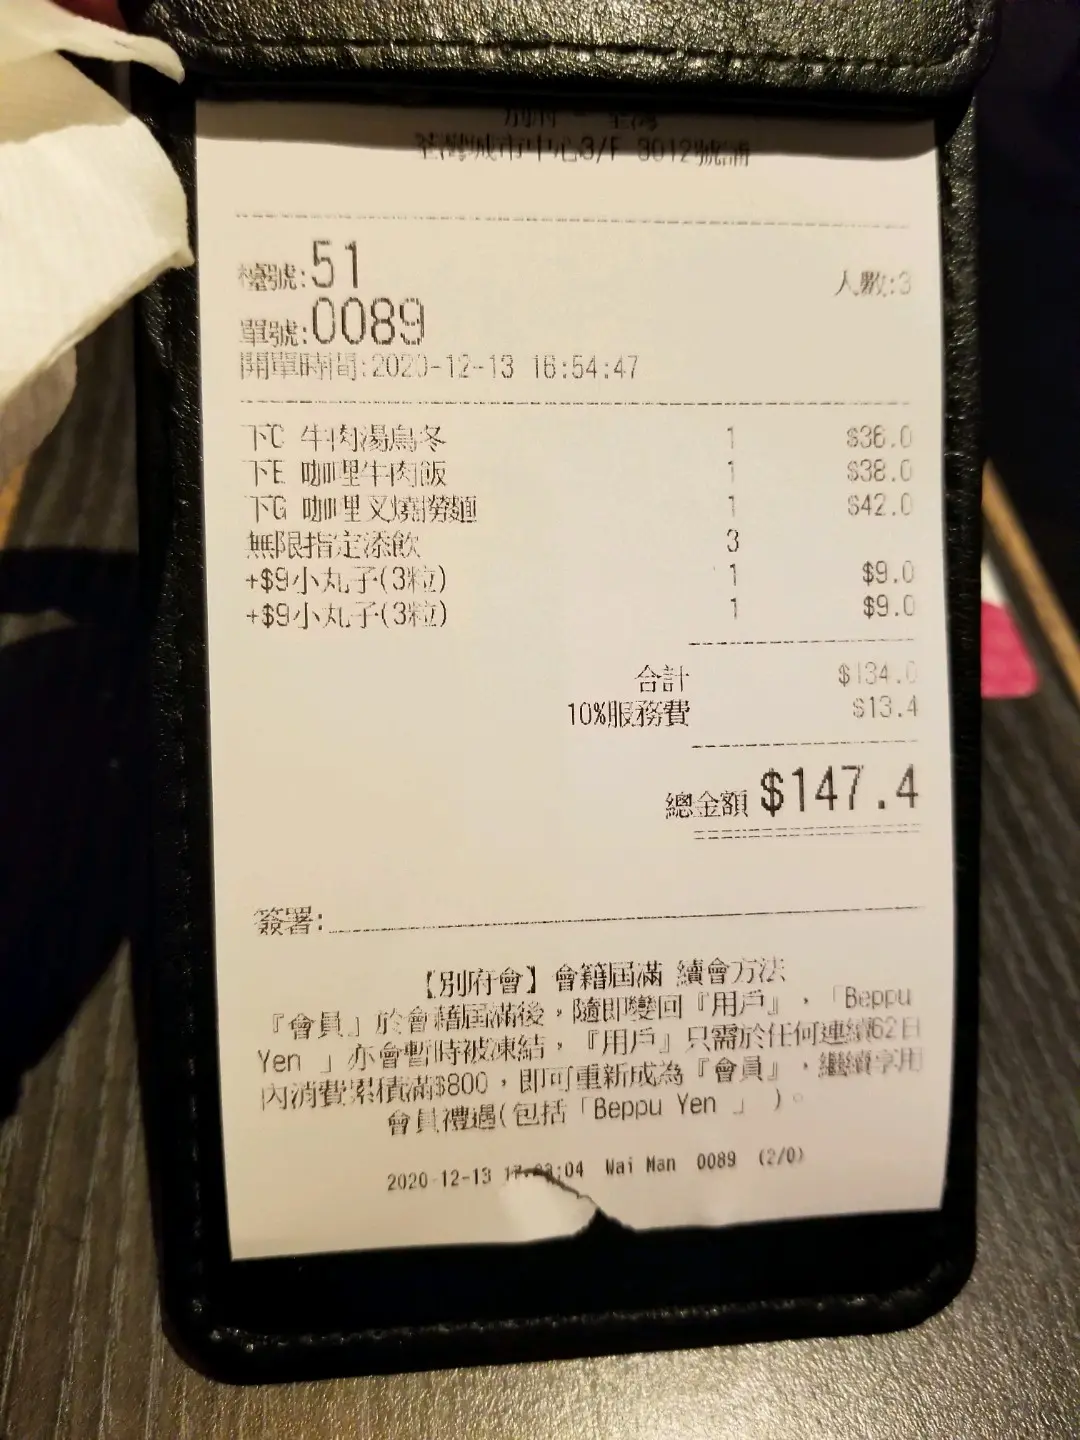 別府 - 荃灣
荃灣城市中心3/F 3012號舖
檯號:51 人數:3
單號:0089
開單時間:2020-12-13 16:54:47
下C 牛肉湯烏冬 1 $36.0
下E 咖哩牛肉飯 1 $38.0
下G 咖哩叉燒撈麵 1 $42.0
無限指定添飲 3
+$9小丸子(3粒) 1 $9.0
+$9小丸子(3粒) 1 $9.0
合計 $134.0
10%服務費 $13.4
總金額 $147.4
簽署:
【別府會】會籍屆滿 續會方法
『會員』於會藉屆滿後，隨即變回『用戶』，「Beppu
Yen 」亦會暫時被凍結，『用戶』只需於任何連續62日
內消費累積滿$800，即可重新成為『會員』，繼續享用
會員禮遇(包括「Beppu Yen 」)。
2020-12-13 Wai Man 0089 (2/0)